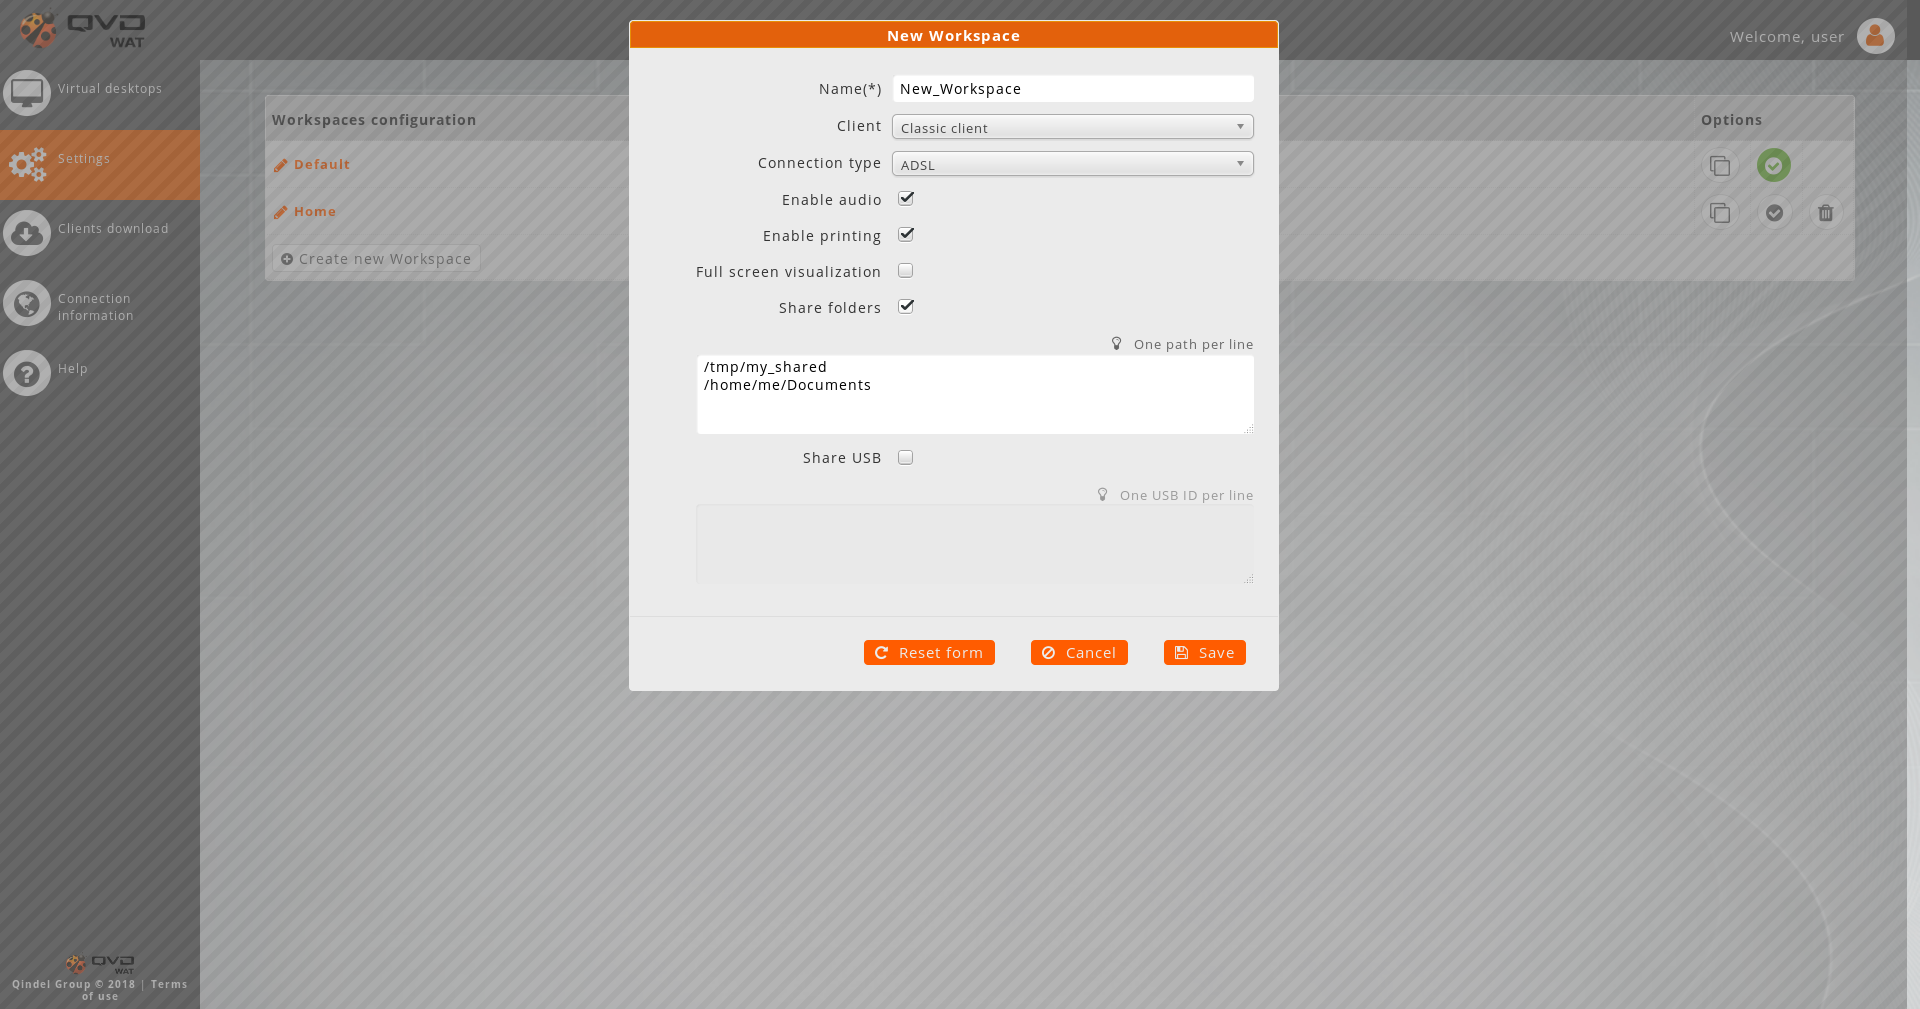 QVD
WAT
Welcome, user
Virtual desktops
Settings
Clients download
Connection
information
Help
Workspaces configuration
Options
Default
Home
Create new Workspace
New Workspace
Name(*)
New_Workspace
Client
Classic client
Connection type
ADSL
Enable audio
Enable printing
Full screen visualization
Share folders
One path per line
/tmp/my_shared
/home/me/Documents
Share USB
One USB ID per line
Reset form
Cancel
Save
QVD
WAT
Qindel Group © 2018 | Terms
of use